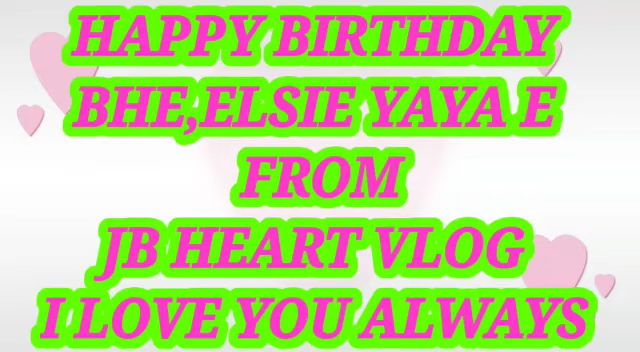 HAPPY BIRTHDAY
BHE,ELSIE YAYA E
FROM
JB HEART VLOG
I LOVE YOU ALWAYS